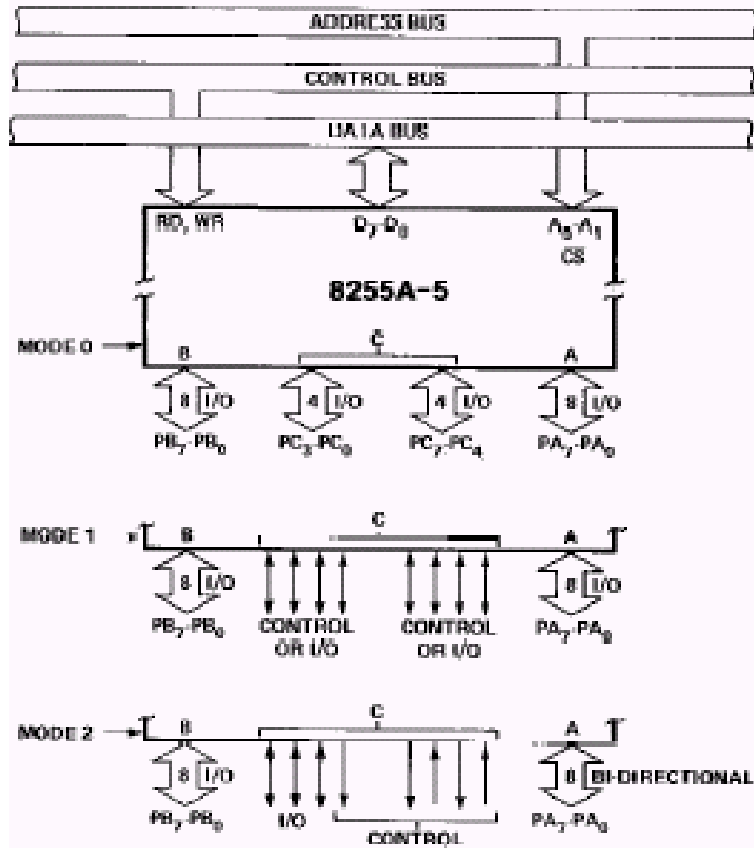 ADDRESS BUS
CONTROL BUS
DATA BUS
RD, WR D7-D0 A0-A1
CS
8255A-5
MODE 0
B C A
8 I/O 4 I/O 4 I/O 8 I/O
PB7-PB0 PC3-PC0 PC7-PC4 PA7-PA0
MODE 1 B C A
8 I/O 8 I/O
PB7-PB0 CONTROL OR I/O CONTROL OR I/O PA7-PA0
MODE 2 B C A
8 I/O 8 BI-DIRECTIONAL
PB7-PB0 I/O CONTROL PA7-PA0